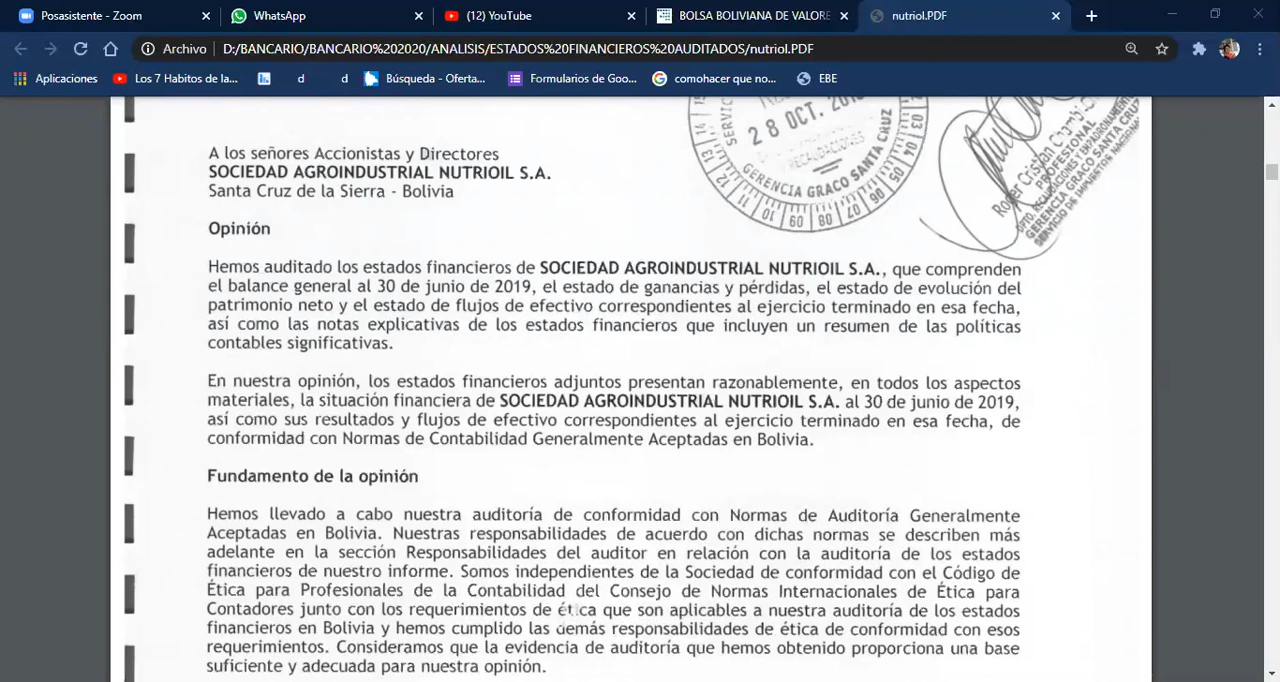 Posasistente - Zoom
WhatsApp
(12) YouTube
BOLSA BOLIVIANA DE VALORE
nutriol.PDF
Archivo
D:/BANCARIO/BANCARIO%202020/ANALISIS/ESTADOS%20FINANCIEROS%20AUDITADOS/nutriol.PDF
Aplicaciones
Los 7 Habitos de la...
d
d
Búsqueda - Oferta...
Formularios de Goo...
comohacer que no...
EBE
28 OCT.
RECAUDACIONES
GERENCIA GRACO SANTA CRUZ
PROFESIONAL
GERENCIA GRACO SANTA CRUZ
SERVICIO DE IMPUESTOS NACIONAL
A los señores Accionistas y Directores
SOCIEDAD AGROINDUSTRIAL NUTRIOIL S.A.
Santa Cruz de la Sierra - Bolivia
Opinión
Hemos auditado los estados financieros de SOCIEDAD AGROINDUSTRIAL NUTRIOIL S.A., que comprenden
el balance general al 30 de junio de 2019, el estado de ganancias y pérdidas, el estado de evolución del
patrimonio neto y el estado de flujos de efectivo correspondientes al ejercicio terminado en esa fecha,
así como las notas explicativas de los estados financieros que incluyen un resumen de las políticas
contables significativas.
En nuestra opinión, los estados financieros adjuntos presentan razonablemente, en todos los aspectos
materiales, la situación financiera de SOCIEDAD AGROINDUSTRIAL NUTRIOIL S.A. al 30 de junio de 2019,
así como sus resultados y flujos de efectivo correspondientes al ejercicio terminado en esa fecha, de
conformidad con Normas de Contabilidad Generalmente Aceptadas en Bolivia.
Fundamento de la opinión
Hemos llevado a cabo nuestra auditoría de conformidad con Normas de Auditoría Generalmente
Aceptadas en Bolivia. Nuestras responsabilidades de acuerdo con dichas normas se describen más
adelante en la sección Responsabilidades del auditor en relación con la auditoría de los estados
financieros de nuestro informe. Somos independientes de la Sociedad de conformidad con el Código de
Ética para Profesionales de la Contabilidad del Consejo de Normas Internacionales de Ética para
Contadores junto con los requerimientos de ética que son aplicables a nuestra auditoría de los estados
financieros en Bolivia y hemos cumplido las demás responsabilidades de ética de conformidad con esos
requerimientos. Consideramos que la evidencia de auditoría que hemos obtenido proporciona una base
suficiente y adecuada para nuestra opinión.